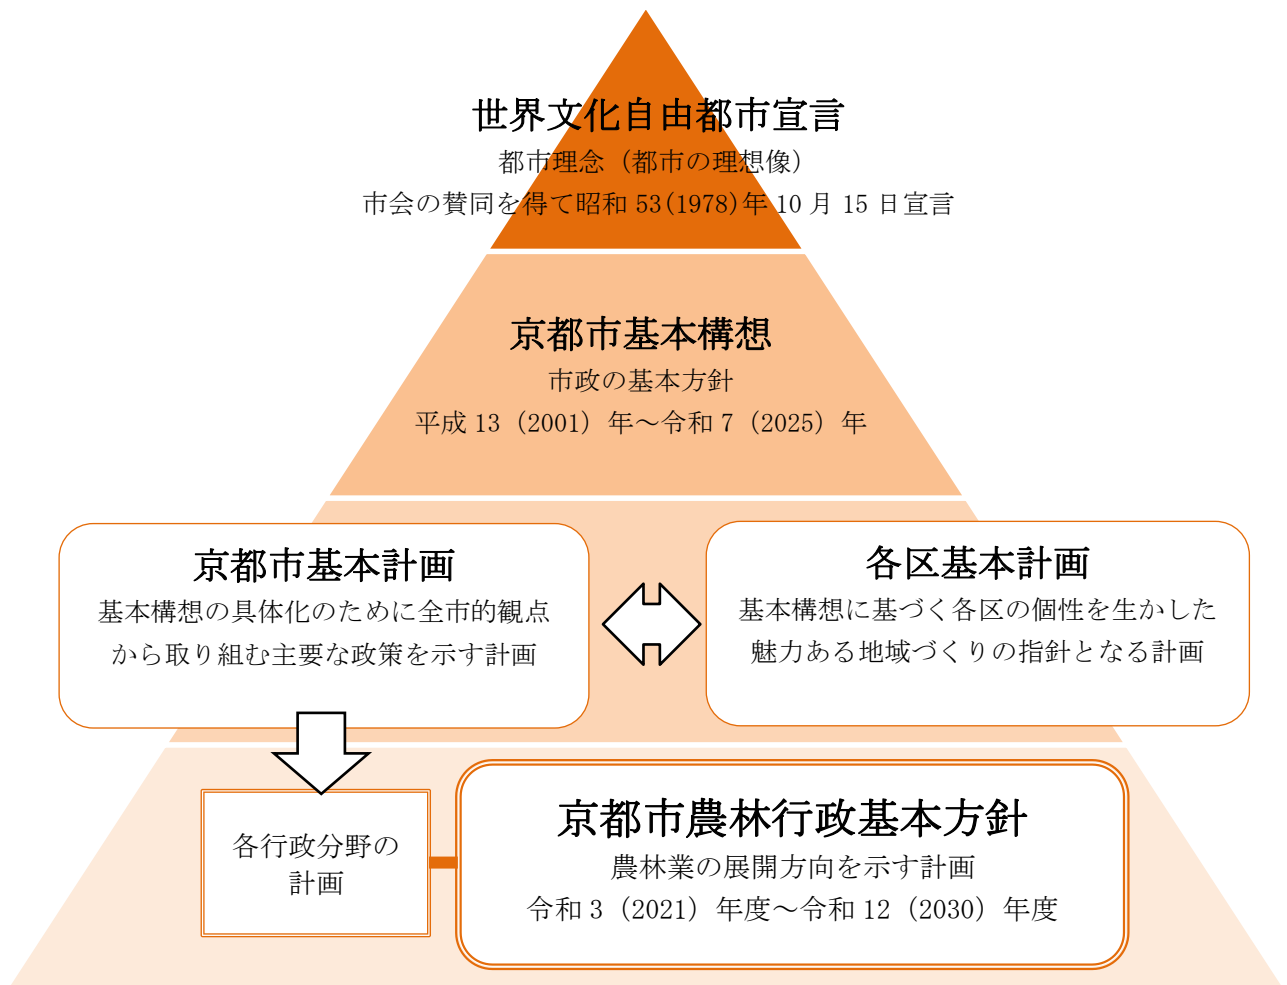 世界文化自由都市宣言
都市理念（都市の理想像）
市会の賛同を得て昭和 53(1978)年 10 月 15 日宣言
京都市基本構想
市政の基本方針
平成 13（2001）年～令和 7（2025）年
京都市基本計画
基本構想の具体化のために全市的観点
から取り組む主要な政策を示す計画
各区基本計画
基本構想に基づく各区の個性を生かした
魅力ある地域づくりの指針となる計画
各行政分野の
計画
京都市農林行政基本方針
農林業の展開方向を示す計画
令和 3（2021）年度～令和 12（2030）年度